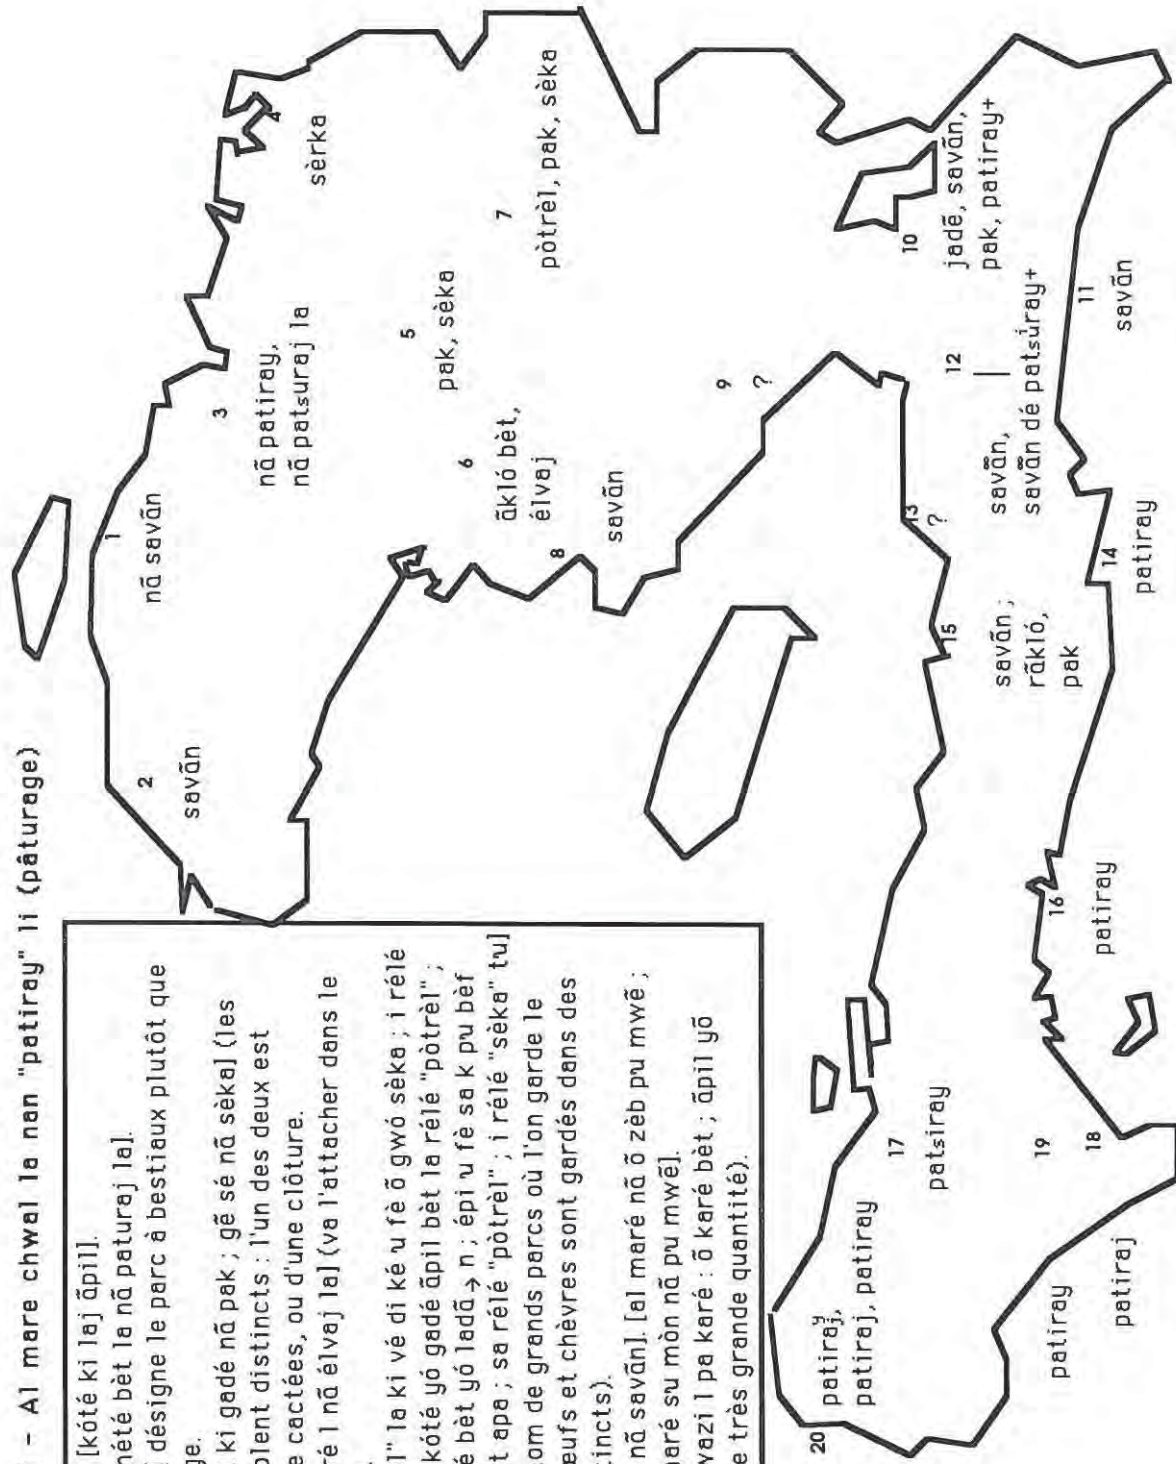 - Al mare chwal la nan "patiray" li (pâturage)
[kóté ki laj ãpil].
nété bèt la nã paturaj la].
désigne le parc à bestiaux plutôt que
ge.
ki gadé nã pak ; gẽ sé nã sèka] (les
blent distincts : l'un des deux est
e cactées, ou d'une clôture.
ré l nã élvaj la] (va l'attacher dans le
l" la ki vé di ké u fè õ gwó sèka ; i rélé
kóté yó gadé ãpil bèt la rélé "pòtrèl" ;
é bèt yó ladã → n ; épi u fè sa k pu bèf
t apa ; sa rélé "pòtrèl" ; i rélé "sèka" tu]
om de grands parcs où l'on garde le
œufs et chèvres sont gardés dans des
tincts).
nã savãn]. [al maré nã õ zèb pu mwẽ ;
aré su mòn nã pu mwẽ].
wazi l pa karé : õ karé bèt ; ãpil yõ
e très grande quantité).
1
nã savãn
2
savãn
3
nã patiray,
nã patsuraj la
4
sèrka
5
pak, sèka
6
ãkló bèt,
élvaj
7
pòtrèl, pak, sèka
8
savãn
9
?
10
jadẽ, savãn,
pak, patiray+
11
savãn
12
savãn,
savãn dé patsiray+
13
?
14
patiray
15
savãn ;
rãkló,
pak
16
patiray
17
patsiray
18
patiraj
19
patiray
20
patiray,
patiraj, patiray